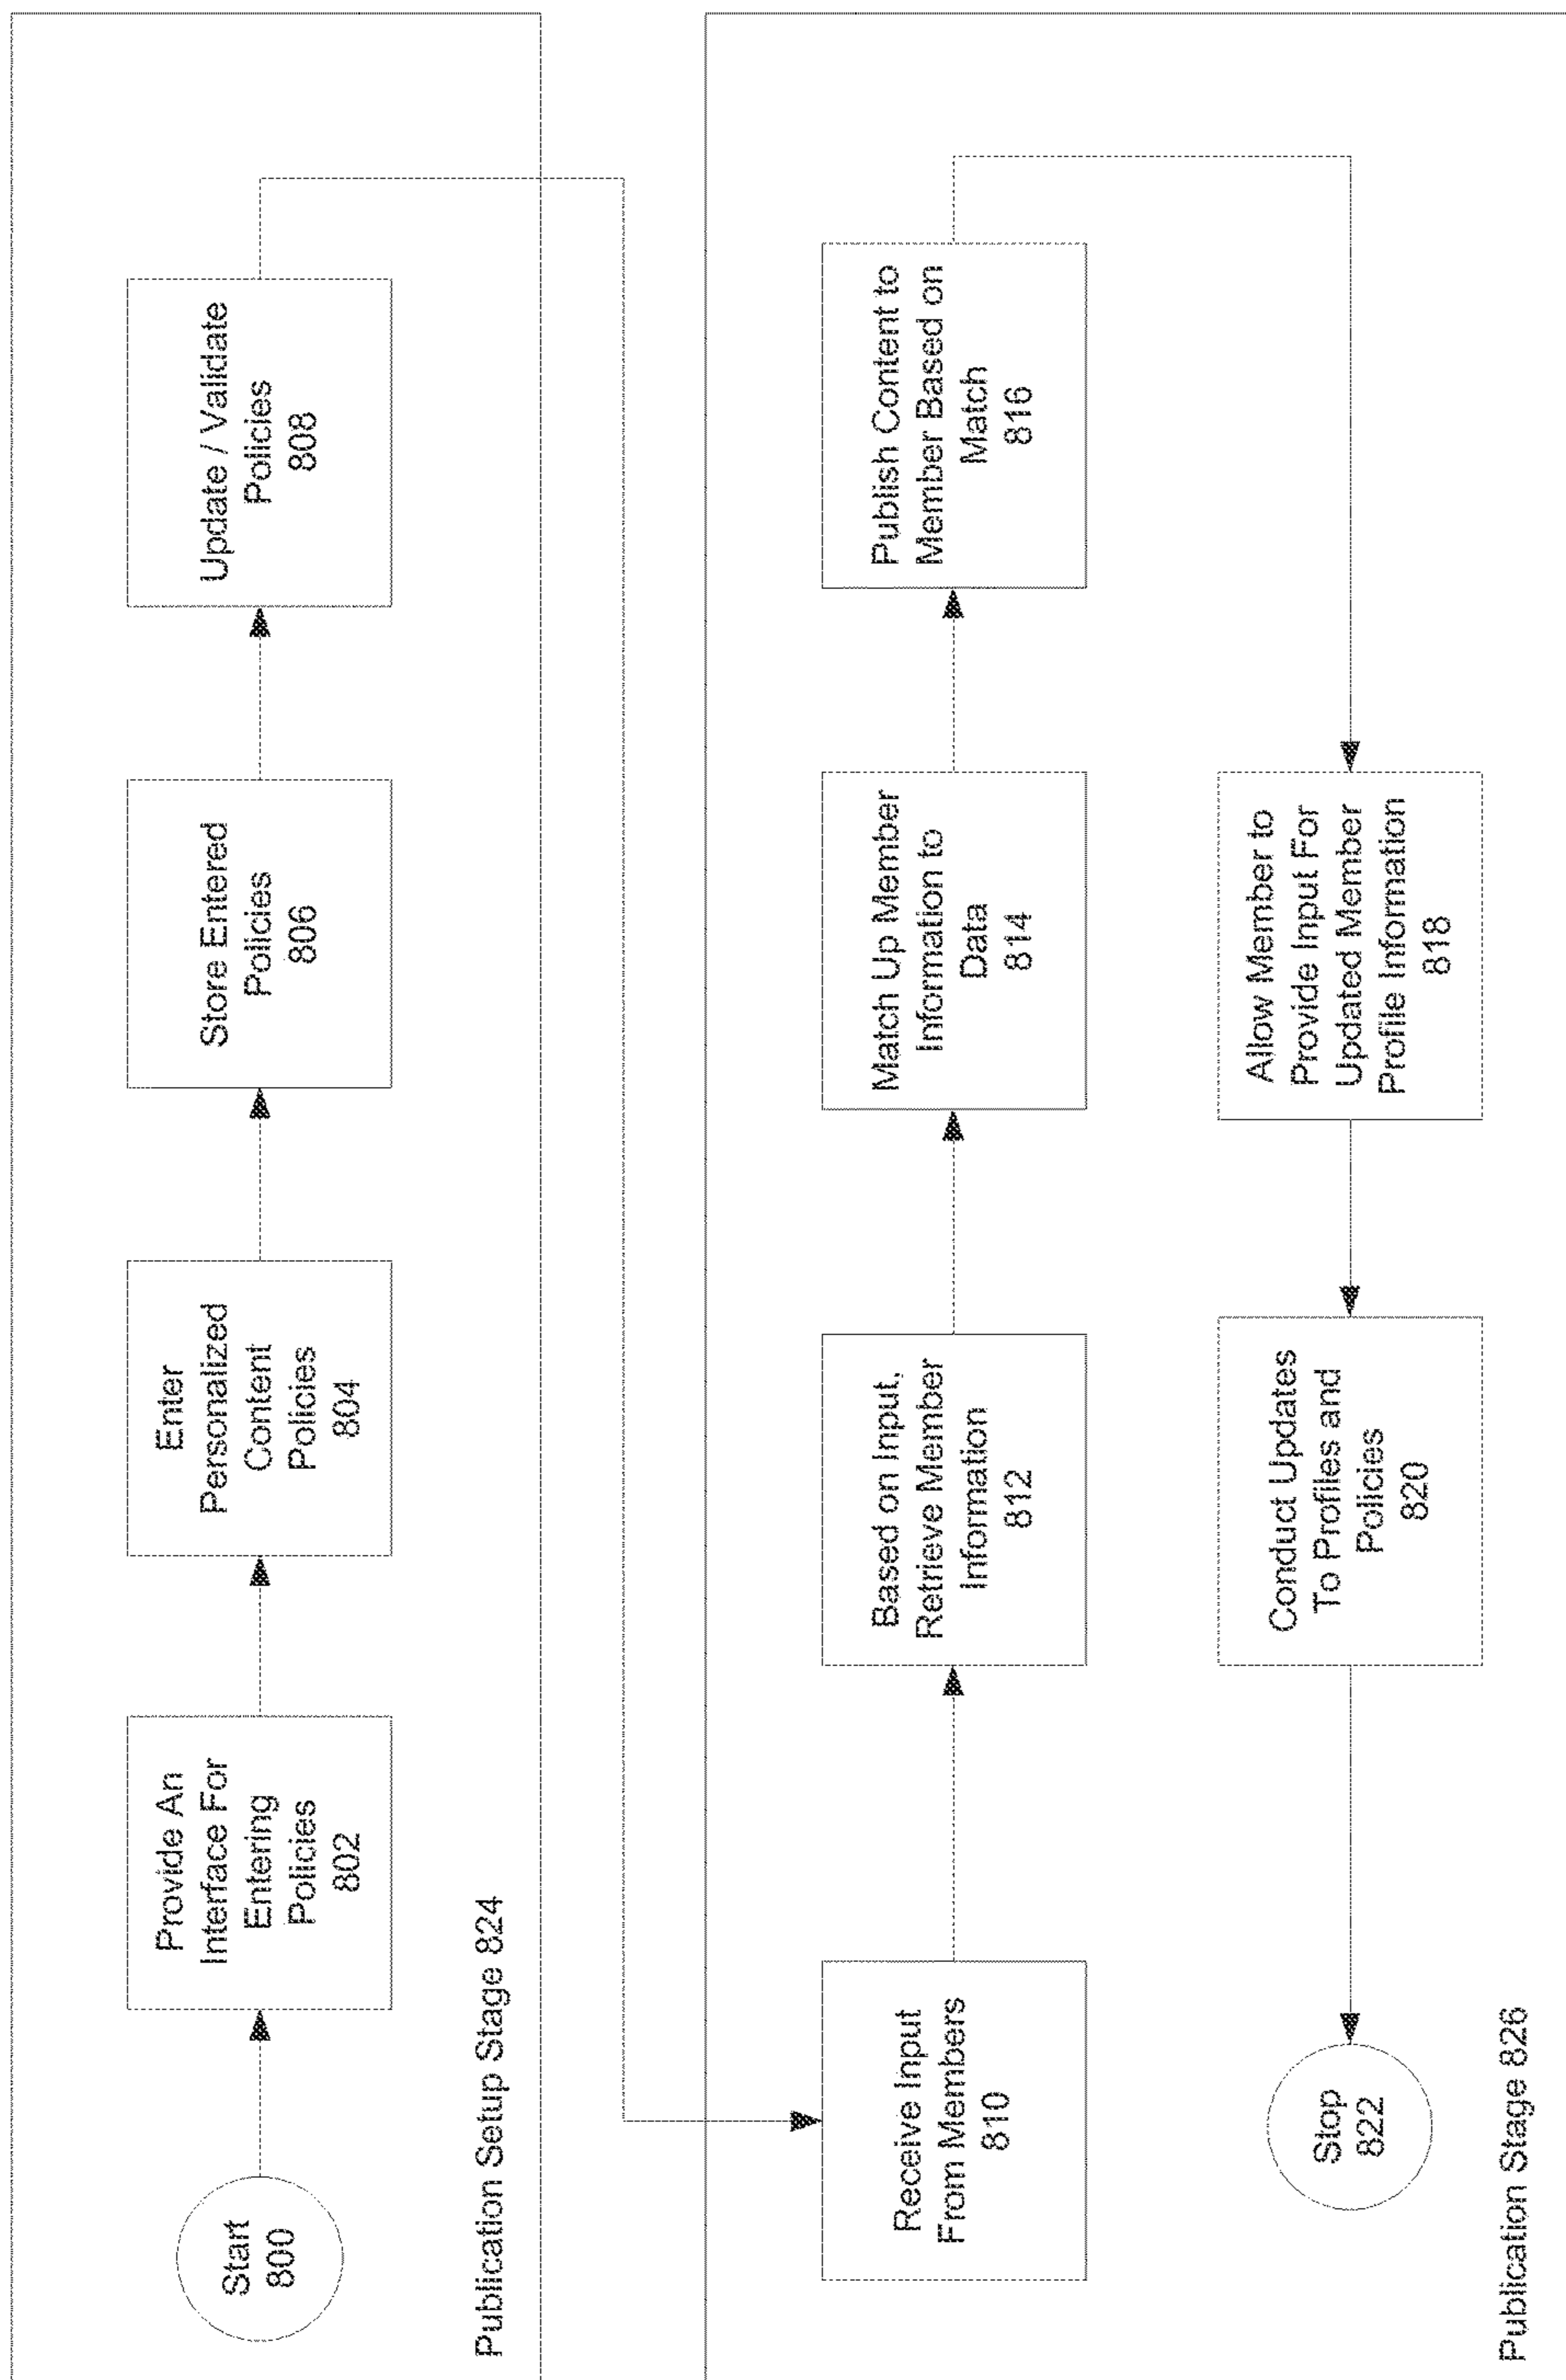 Start
800
Provide An
Interface For
Entering
Policies
802
Enter
Personalized
Content
Policies
804
Store Entered
Policies
806
Update / Validate
Policies
808
Publication Setup Stage 824
Receive Input
From Members
810
Based on Input,
Retrieve Member
Information
812
Match Up Member
Information to
Data
814
Publish Content to
Member Based on
Match
816
Allow Member to
Provide Input For
Updated Member
Profile Information
818
Conduct Updates
To Profiles and
Policies
820
Stop
822
Publication Stage 826